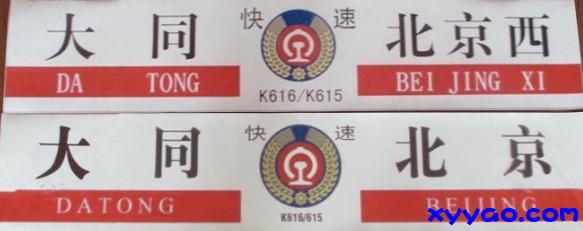 大同 快速 北京西
DA TONG BEI JING XI
K616/K615
大同 快速 北京
DATONG BEIJING
K616/615
xyyao.com